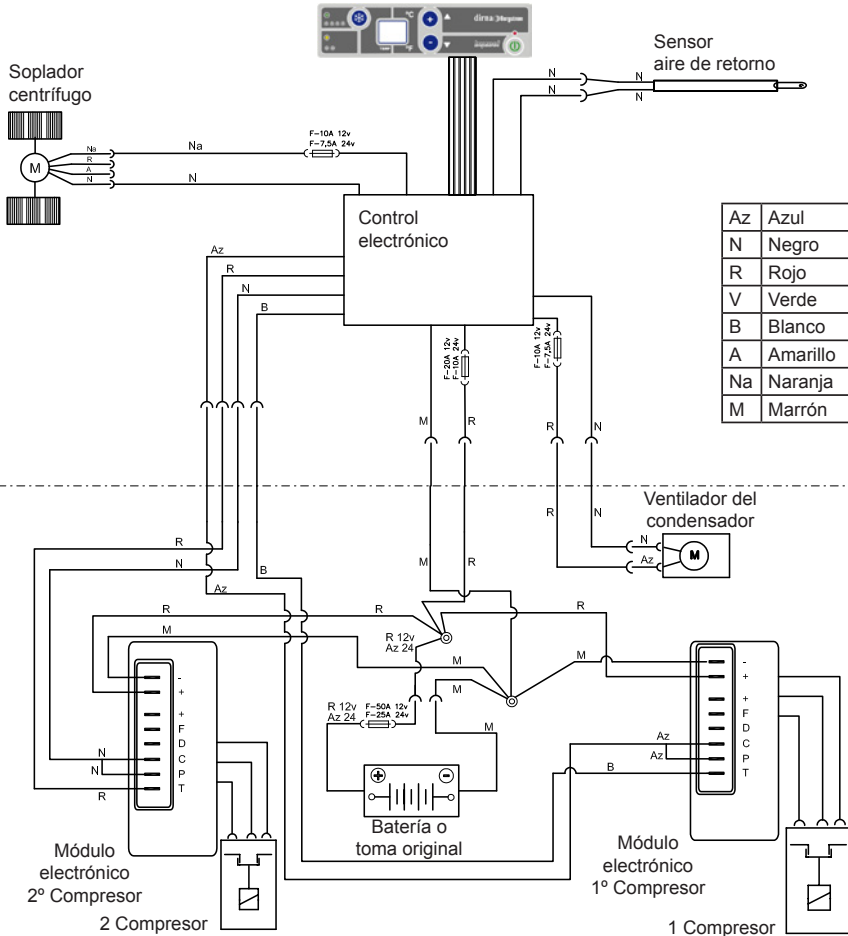 °C
dirna Bergstrom
°F
Sensor
aire de retorno
Soplador
centrífugo
N
N
N
N
F-10A 12v
F-7,5A 24v
Na
Na
R
A
N
N
M
Control
electrónico
Az Azul
N Negro
R Rojo
V Verde
B Blanco
A Amarillo
Na Naranja
M Marrón
Az
R
N
B
F-20A 12v
F-10A 24v
F-10A 12v
F-7,5A 24v
M
R
R
N
Ventilador del
condensador
R
N
R
N
N
M
Az
B
M
R
Az
R
R
R
M
R 12v
Az 24
M
M
M
R 12v
Az 24
F-50A 12v
F-25A 24v
M
-
+
+
F
D
C
P
T
N
N
R
-
+
+
F
D
C
P
T
Az
Az
B
+
-
Batería o
toma original
Módulo
electrónico
2º Compresor
2 Compresor
Módulo
electrónico
1º Compresor
1 Compresor